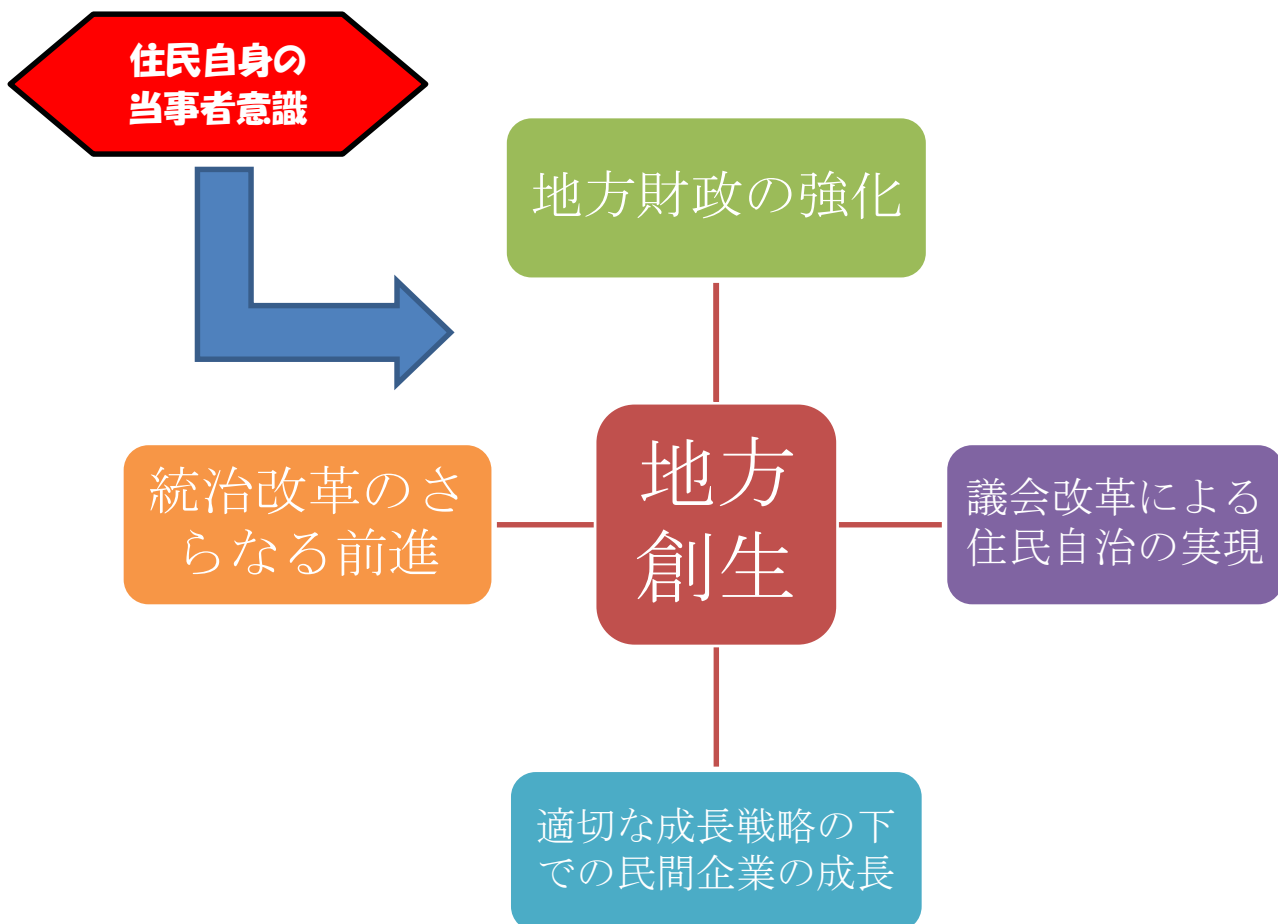 住民自身の
当事者意識
地方財政の強化
統治改革のさ
らなる前進
地方
創生
議会改革による
住民自治の実現
適切な成長戦略の下
での民間企業の成長